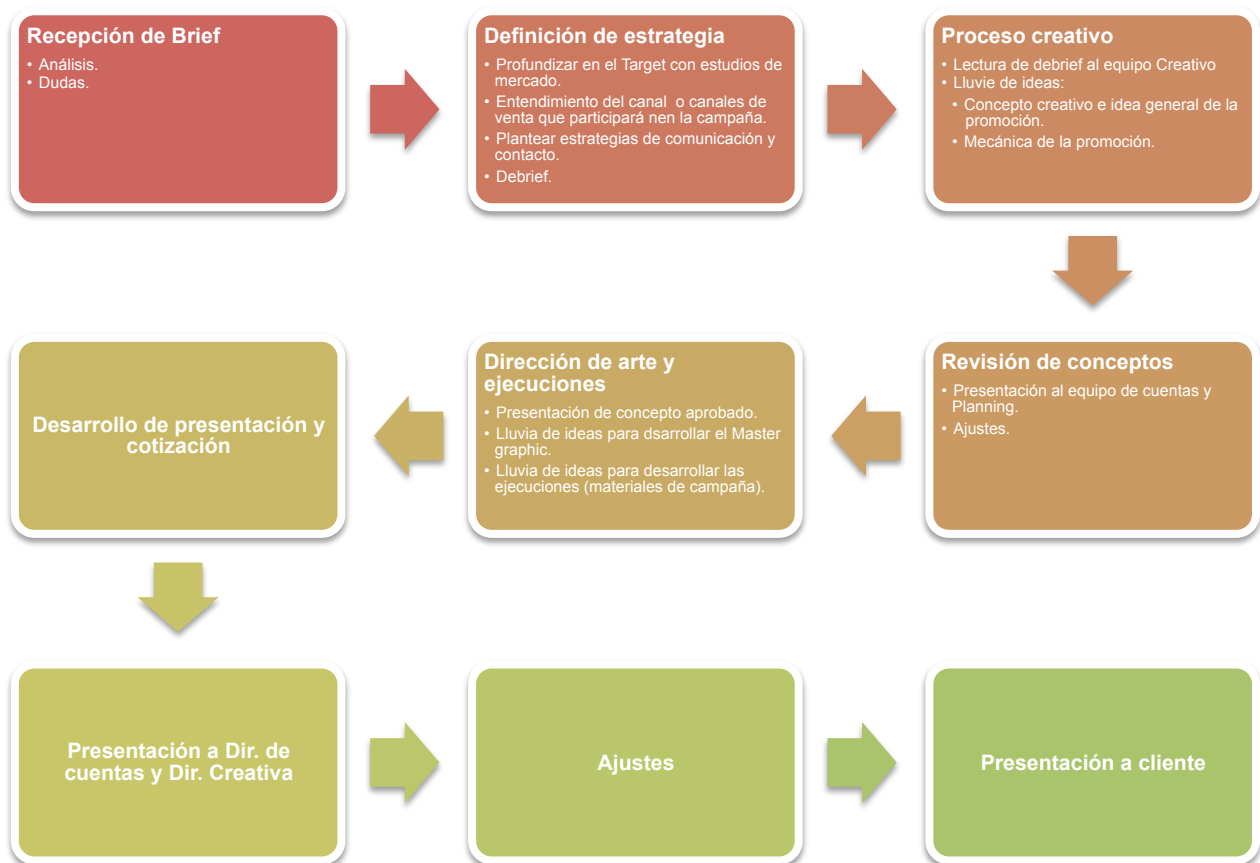 Recepción de Brief
• Análisis.
• Dudas.
Definición de estrategia
• Profundizar en el Target con estudios de
mercado.
• Entendimiento del canal o canales de
venta que participará nen la campaña.
• Plantear estrategias de comunicación y
contacto.
• Debrief.
Proceso creativo
• Lectura de debrief al equipo Creativo
• Lluvie de ideas:
• Concepto creativo e idea general de la
promoción.
• Mecánica de la promoción.
Revisión de conceptos
• Presentación al equipo de cuentas y
Planning.
• Ajustes.
Dirección de arte y
ejecuciones
• Presentación de concepto aprobado.
• Lluvia de ideas para dsarrollar el Master
graphic.
• Lluvia de ideas para desarrollar las
ejecuciones (materiales de campaña).
Desarrollo de presentación y
cotización
Presentación a Dir. de
cuentas y Dir. Creativa
Ajustes
Presentación a cliente